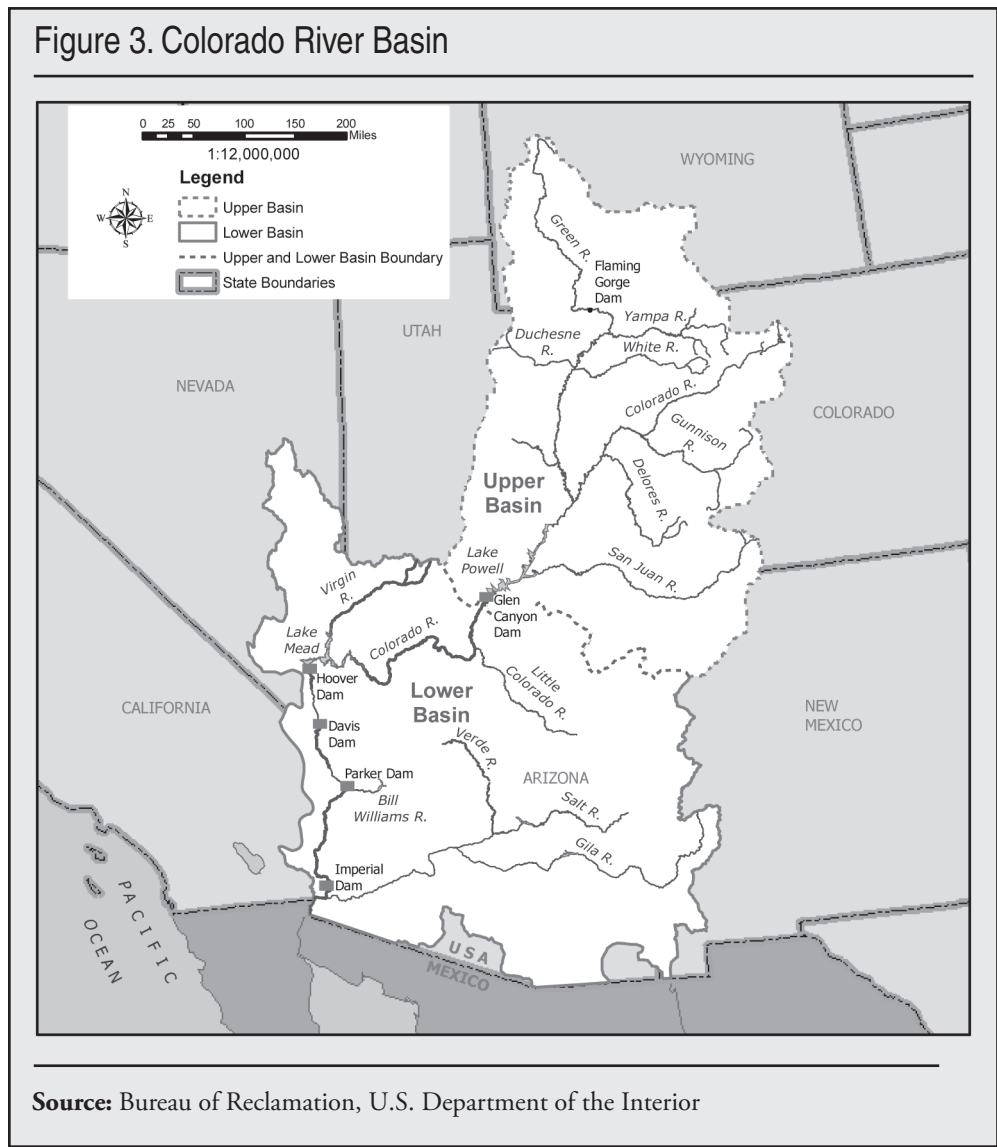 Figure 3. Colorado River Basin
0 25 50 100 150 200
Miles
1:12,000,000
Legend
Upper Basin
Lower Basin
Upper and Lower Basin Boundary
State Boundaries
N
W E
S
WYOMING
Green R.
Flaming
Gorge
Dam
Yampa R.
UTAH
Duchesne
R.
White R.
NEVADA
Colorado R.
COLORADO
Gunnison
R.
Delores R.
Upper
Basin
Lake
Powell
San Juan R.
Virgin
R.
Glen
Canyon
Dam
Lake
Mead
Colorado R.
Hoover
Dam
Little
Colorado R.
Lower
Basin
CALIFORNIA
NEW
MEXICO
Davis
Dam
Verde R.
Parker Dam
ARIZONA
Bill
Williams R.
Salt R.
Gila R.
Imperial
Dam
PACIFIC
OCEAN
USA
MEXICO
Source: Bureau of Reclamation, U.S. Department of the Interior